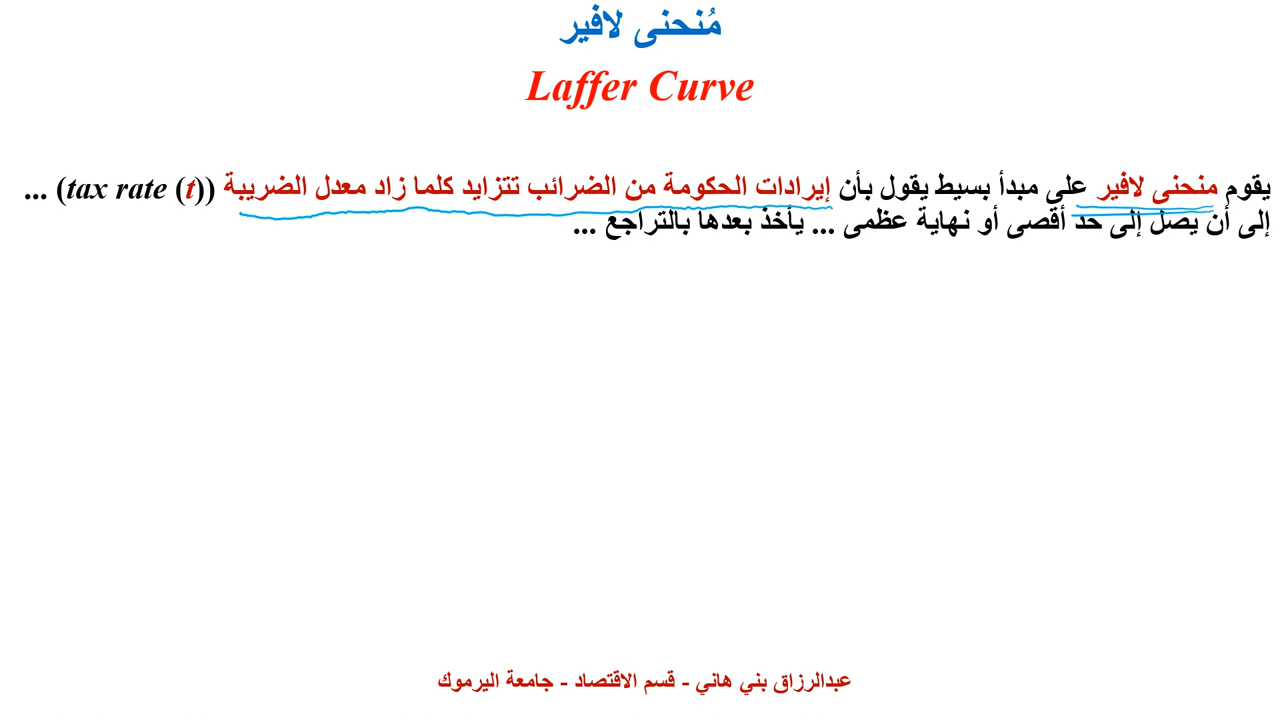 مُنحنى لافير
Laffer Curve
يقوم منحنى لافير على مبدأ بسيط يقول بأن إيرادات الحكومة من الضرائب تتزايد كلما زاد معدل الضريبة (tax rate (t)) ...
إلى أن يصل إلى حد أقصى أو نهاية عظمى ... يأخذ بعدها بالتراجع ...
عبدالرزاق بني هاني - قسم الاقتصاد - جامعة اليرموك